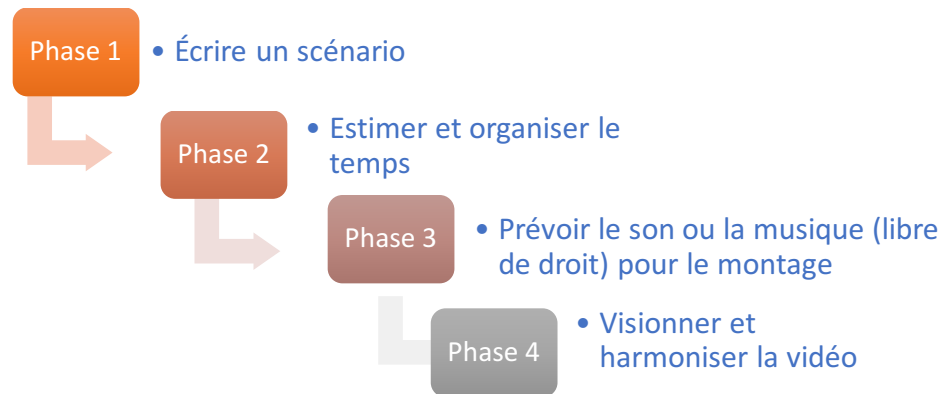 Phase 1
• Écrire un scénario
Phase 2
• Estimer et organiser le
temps
Phase 3
• Prévoir le son ou la musique (libre
de droit) pour le montage
Phase 4
• Visionner et
harmoniser la vidéo